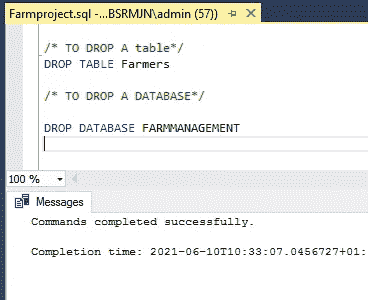 Farmproject.sql -...BSRMJN\admin (57))
/* TO DROP A table*/
DROP TABLE Farmers
/* TO DROP A DATABASE*/
DROP DATABASE FARMMANAGEMENT
100 %
Messages
Commands completed successfully.
Completion time: 2021-06-10T10:33:07.0456727+01: